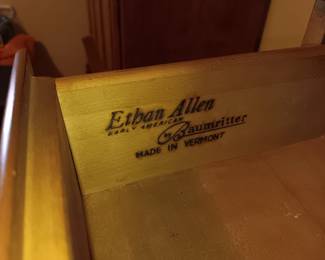 Ethan Allen
EARLY AMERICAN
Baumritter
MADE IN VERMONT